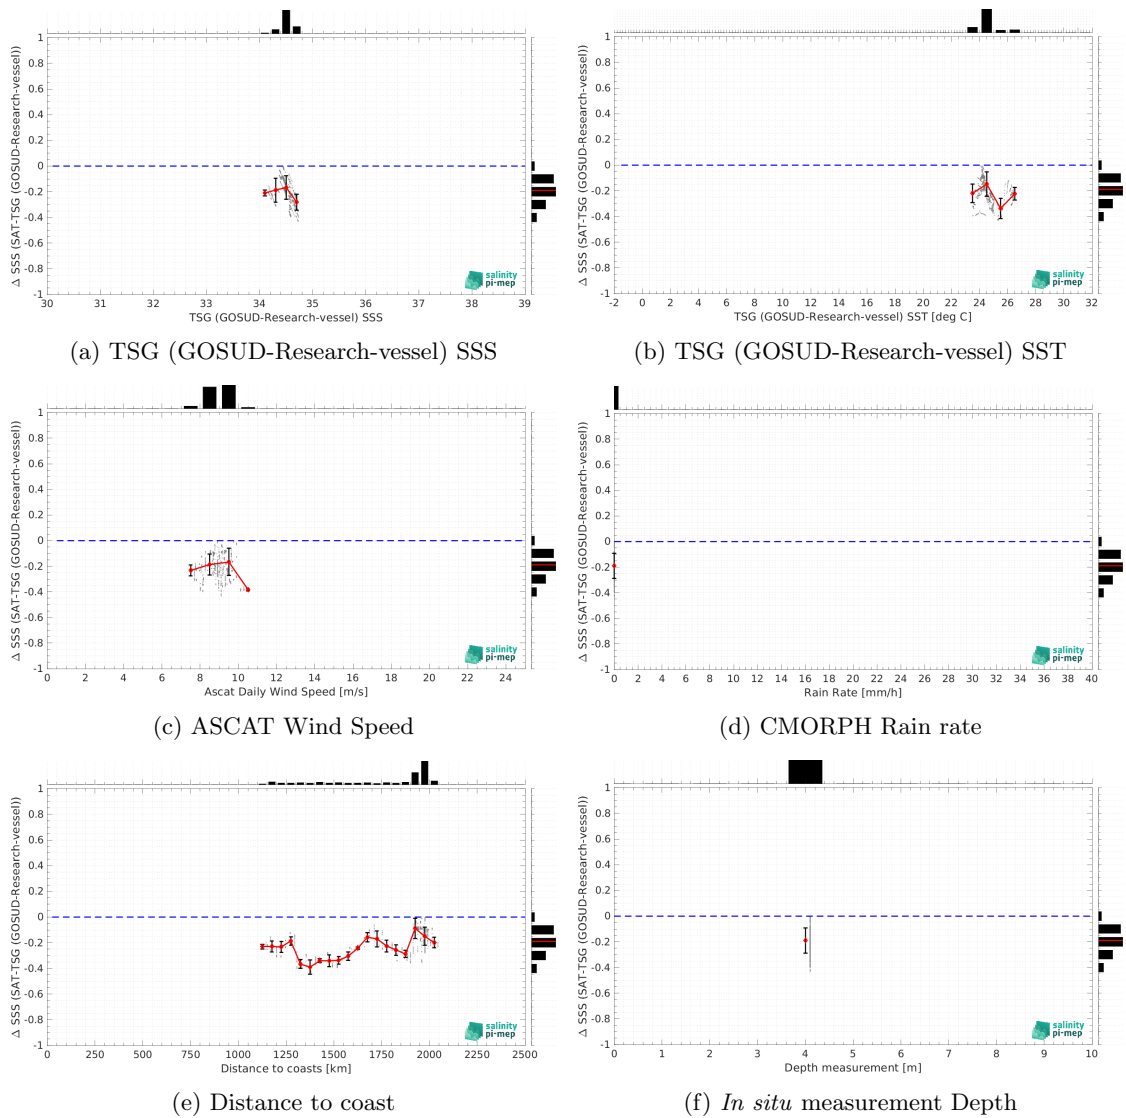 Δ SSS (SAT-TSG (GOSUD-Research-vessel))
1
0.8
0.6
0.4
0.2
0
-0.2
-0.4
-0.6
-0.8
-1
salinity
pi-mep
30 31 32 33 34 35 36 37 38 39
TSG (GOSUD-Research-vessel) SSS
(a) TSG (GOSUD-Research-vessel) SSS
Δ SSS (SAT-TSG (GOSUD-Research-vessel))
1
0.8
0.6
0.4
0.2
0
-0.2
-0.4
-0.6
-0.8
-1
salinity
pi-mep
-2 0 2 4 6 8 10 12 14 16 18 20 22 24 26 28 30 32
TSG (GOSUD-Research-vessel) SST [deg C]
(b) TSG (GOSUD-Research-vessel) SST
Δ SSS (SAT-TSG (GOSUD-Research-vessel))
1
0.8
0.6
0.4
0.2
0
-0.2
-0.4
-0.6
-0.8
-1
salinity
pi-mep
0 2 4 6 8 10 12 14 16 18 20 22 24
Ascat Daily Wind Speed [m/s]
(c) ASCAT Wind Speed
Δ SSS (SAT-TSG (GOSUD-Research-vessel))
1
0.8
0.6
0.4
0.2
0
-0.2
-0.4
-0.6
-0.8
-1
salinity
pi-mep
0 2 4 6 8 10 12 14 16 18 20 22 24 26 28 30 32 34 36 38 40
Rain Rate [mm/h]
(d) CMORPH Rain rate
Δ SSS (SAT-TSG (GOSUD-Research-vessel))
1
0.8
0.6
0.4
0.2
0
-0.2
-0.4
-0.6
-0.8
-1
salinity
pi-mep
0 250 500 750 1000 1250 1500 1750 2000 2250 2500
Distance to coasts [km]
(e) Distance to coast
Δ SSS (SAT-TSG (GOSUD-Research-vessel))
1
0.8
0.6
0.4
0.2
0
-0.2
-0.4
-0.6
-0.8
-1
salinity
pi-mep
0 1 2 3 4 5 6 7 8 9 10
Depth measurement [m]
(f) In situ measurement Depth